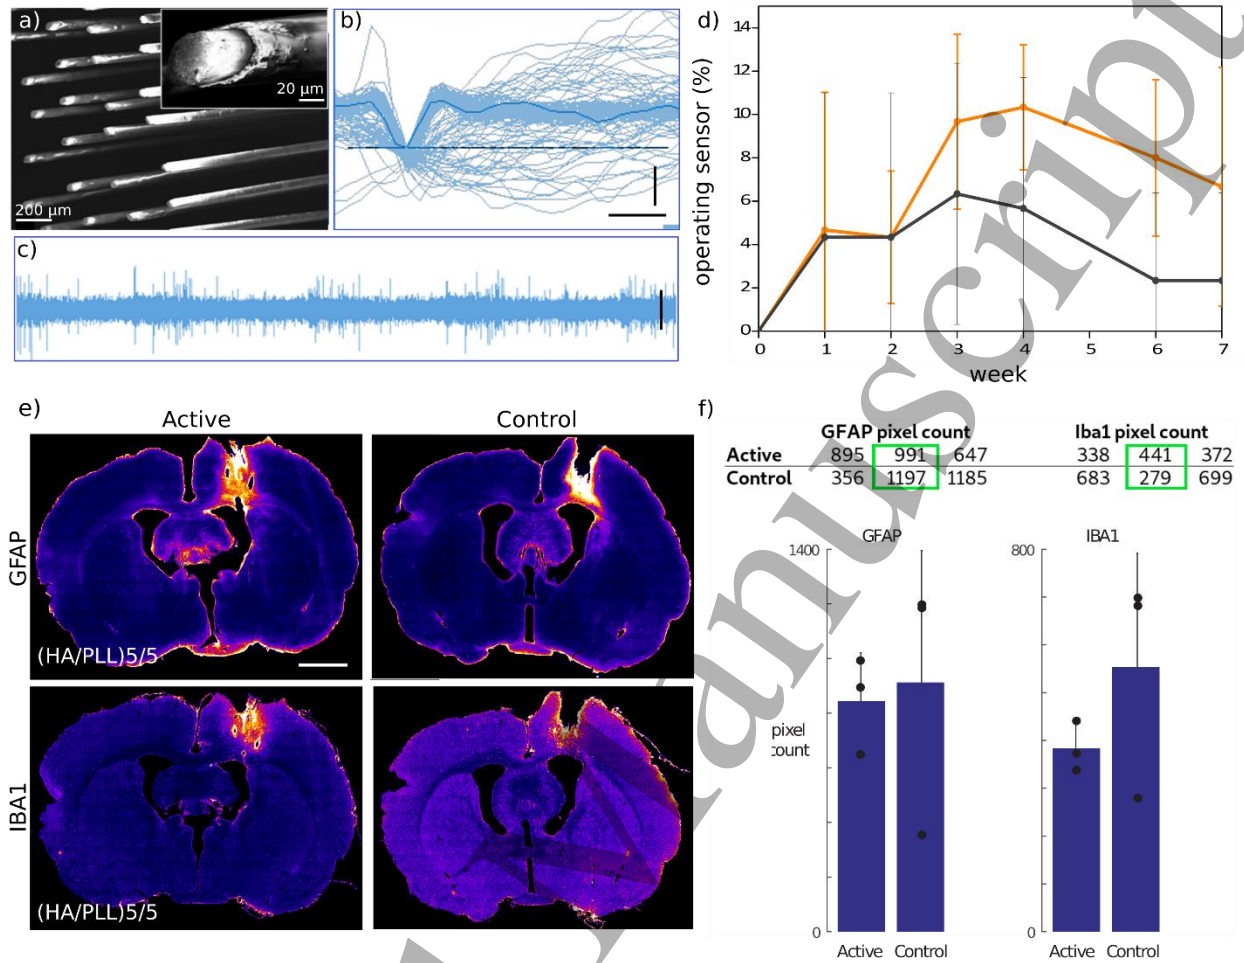 a)
20 µm
200 µm
b)
c)
d)
operating sensor (%)
14
12
10
8
6
4
2
0
0 1 2 3 4 5 6 7
week
e)
Active Control
GFAP
(HA/PLL)5/5
IBA1
(HA/PLL)5/5
f)
GFAP pixel count Iba1 pixel count
Active 895 991 647 338 441 372
Control 356 1197 1185 683 279 699
GFAP
1400
pixel
count
0
Active Control
IBA1
800
0
Active Control